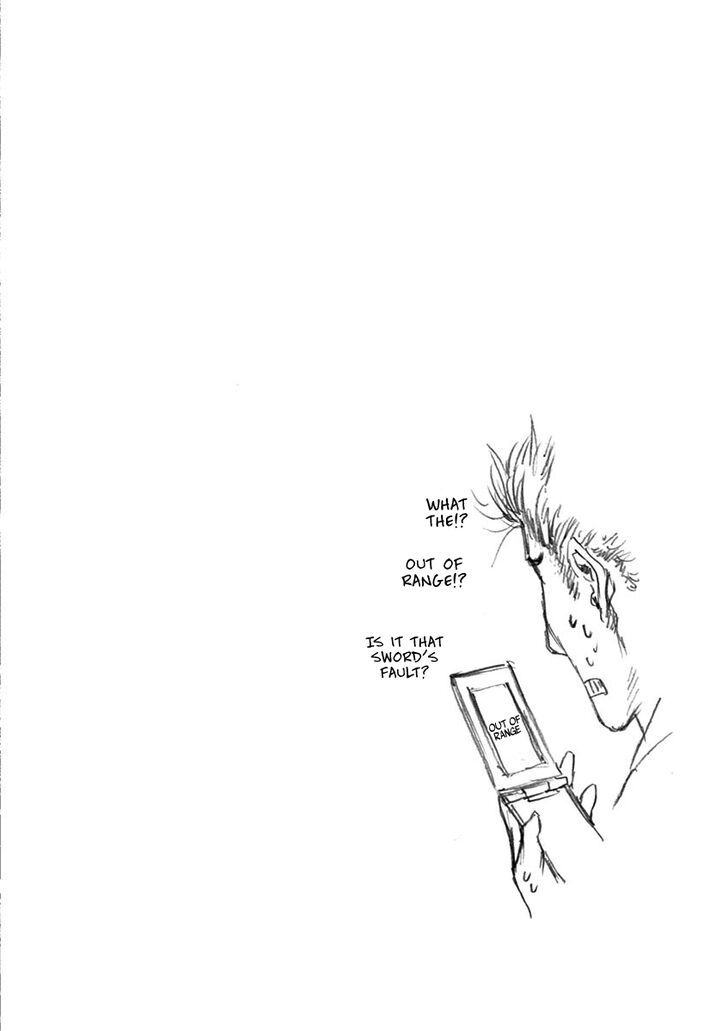 WHAT
THE!?
OUT OF
RANGE!?
IS IT THAT
SWORD'S
FAULT?
OUT OF
RANGE